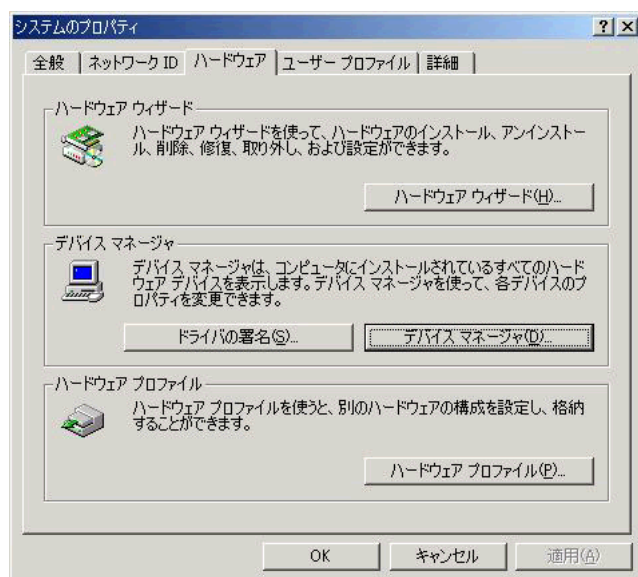 システムのプロパティ
全般 ネットワーク ID ハードウェア ユーザー プロファイル 詳細
ハードウェア ウィザード
ハードウェア ウィザードを使って、ハードウェアのインストール、アンインストー
ル、削除、修復、取り外し、および設定ができます。
ハードウェア ウィザード(H)...
デバイス マネージャ
デバイス マネージャは、コンピュータにインストールされているすべてのハード
ウェア デバイスを表示します。デバイス マネージャを使って、各デバイスのプ
ロパティを変更できます。
ドライバの署名(S)... デバイス マネージャ(D)...
ハードウェア プロファイル
ハードウェア プロファイルを使うと、別のハードウェアの構成を設定し、格納
することができます。
ハードウェア プロファイル(P)...
OK キャンセル 適用(A)